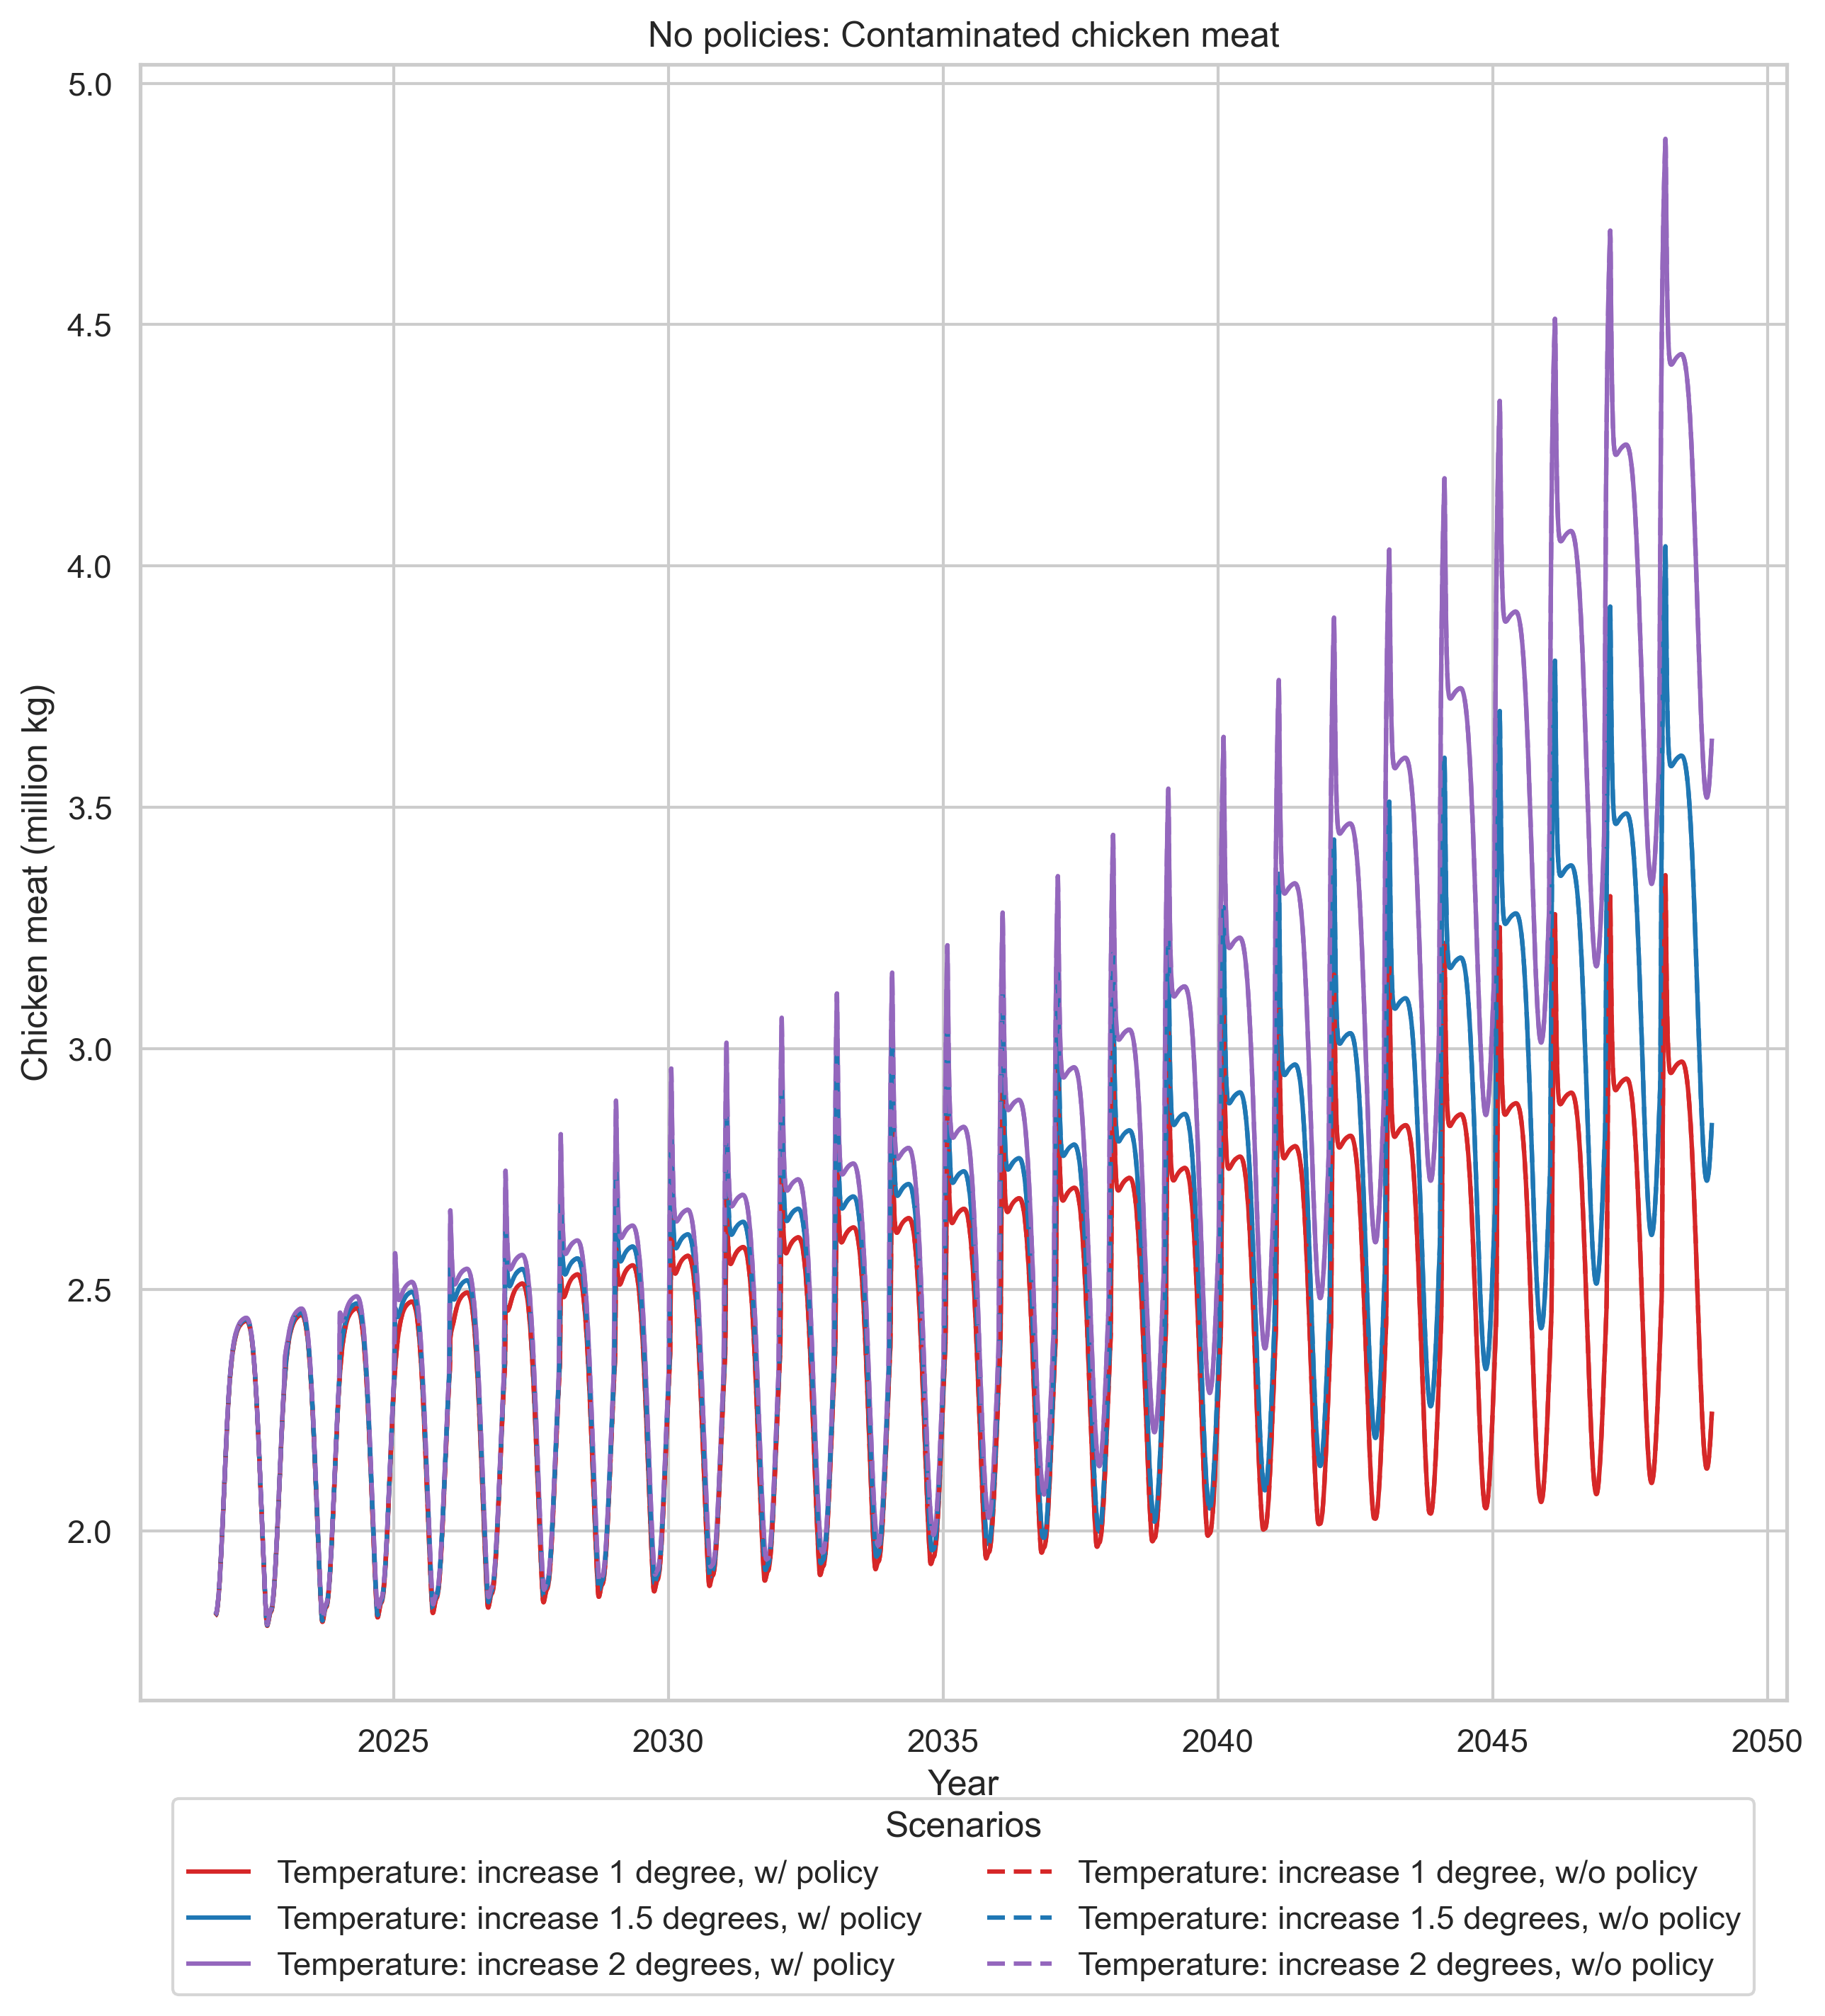 No policies: Contaminated chicken meat
5.0
4.5
4.0
3.5
3.0
2.5
2.0
Chicken meat (million kg)
2025 2030 2035 2040 2045 2050
Year
Scenarios
Temperature: increase 1 degree, w/ policy
Temperature: increase 1.5 degrees, w/ policy
Temperature: increase 2 degrees, w/ policy
Temperature: increase 1 degree, w/o policy
Temperature: increase 1.5 degrees, w/o policy
Temperature: increase 2 degrees, w/o policy